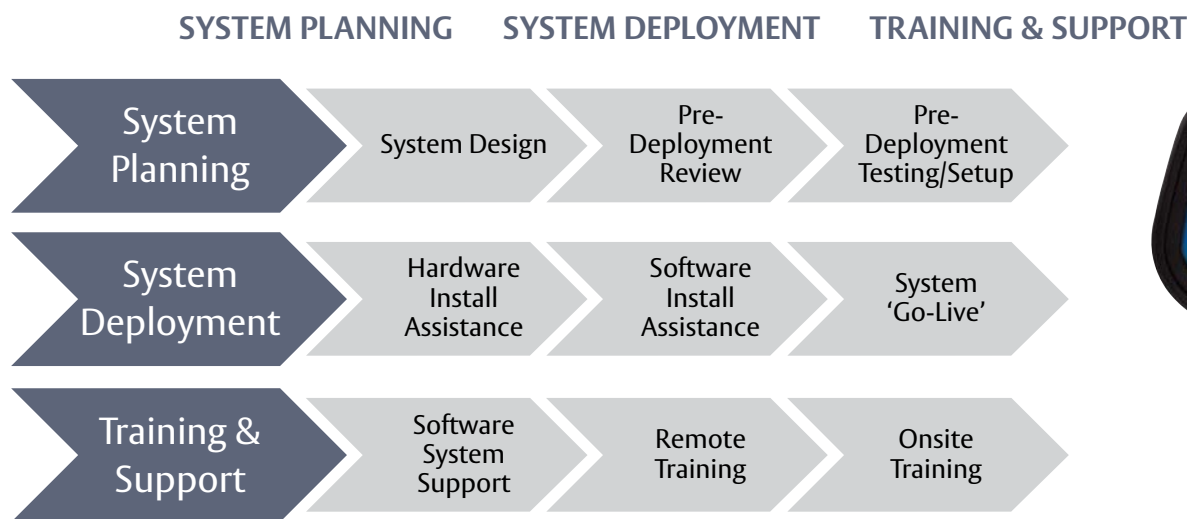 SYSTEM PLANNING SYSTEM DEPLOYMENT TRAINING & SUPPORT
System
Planning
System Design
Pre-
Deployment
Review
Pre-
Deployment
Testing/Setup
System
Deployment
Hardware
Install
Assistance
Software
Install
Assistance
System
‘Go-Live’
Training &
Support
Software
System
Support
Remote
Training
Onsite
Training